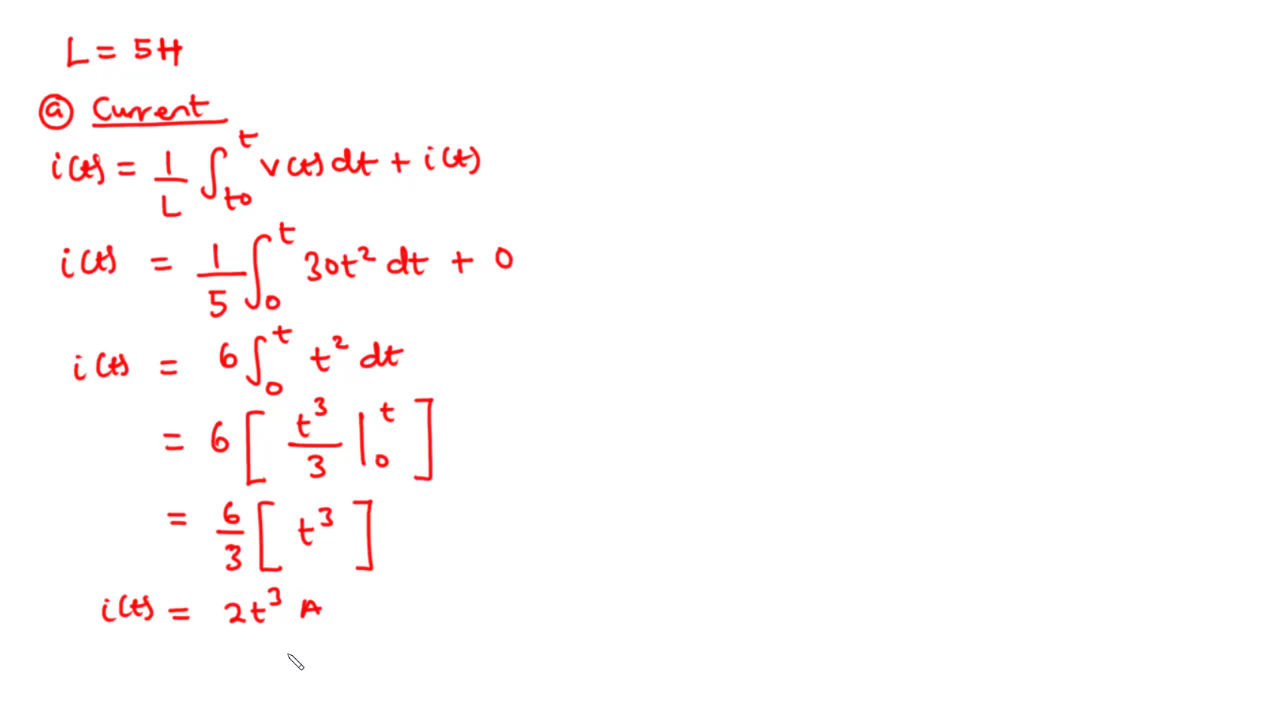 L = 5H
ⓐ Current
i(t) = 1/L ∫_{t0}^{t} v(t) dt + i(t)
i(t) = 1/5 ∫_{0}^{t} 30t² dt + 0
i(t) = 6 ∫_{0}^{t} t² dt
= 6 [ t³/3 |_{0}^{t} ]
= 6/3 [ t³ ]
i(t) = 2t³ A